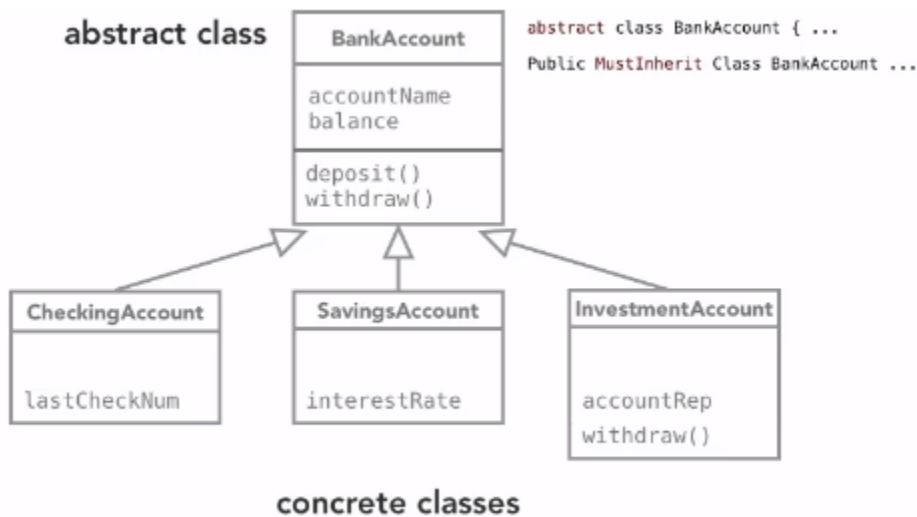 abstract class
BankAccount
accountName
balance
deposit()
withdraw()
abstract class BankAccount { ...
Public MustInherit Class BankAccount ...
CheckingAccount
lastCheckNum
SavingsAccount
interestRate
InvestmentAccount
accountRep
withdraw()
concrete classes